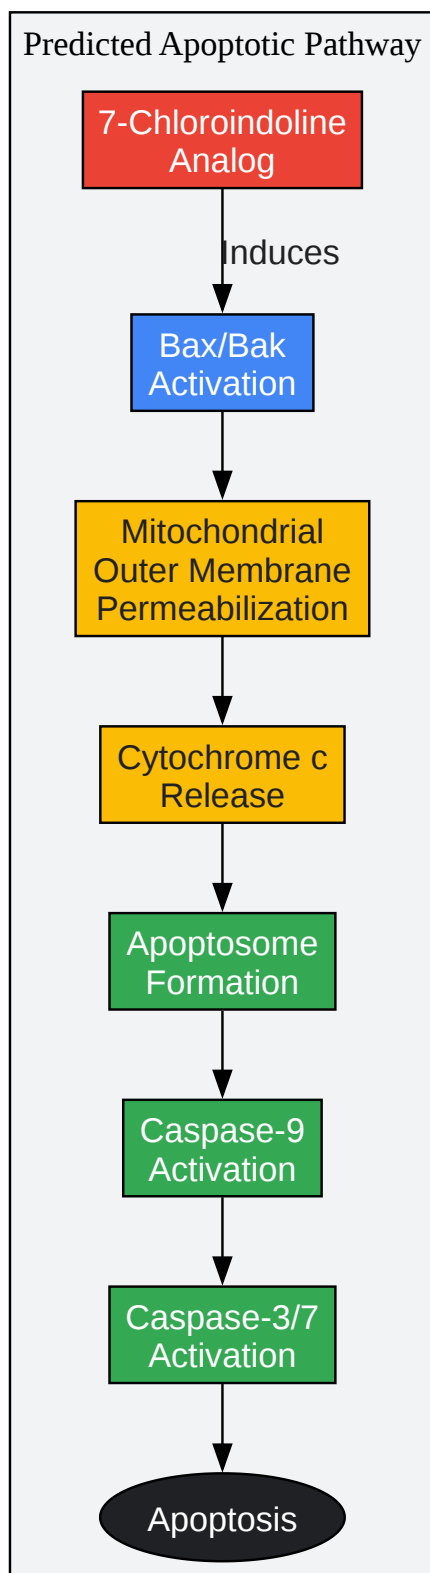 Predicted Apoptotic Pathway
7-Chloroindoline
Analog
Induces
Bax/Bak
Activation
Mitochondrial
Outer Membrane
Permeabilization
Cytochrome c
Release
Apoptosome
Formation
Caspase-9
Activation
Caspase-3/7
Activation
Apoptosis